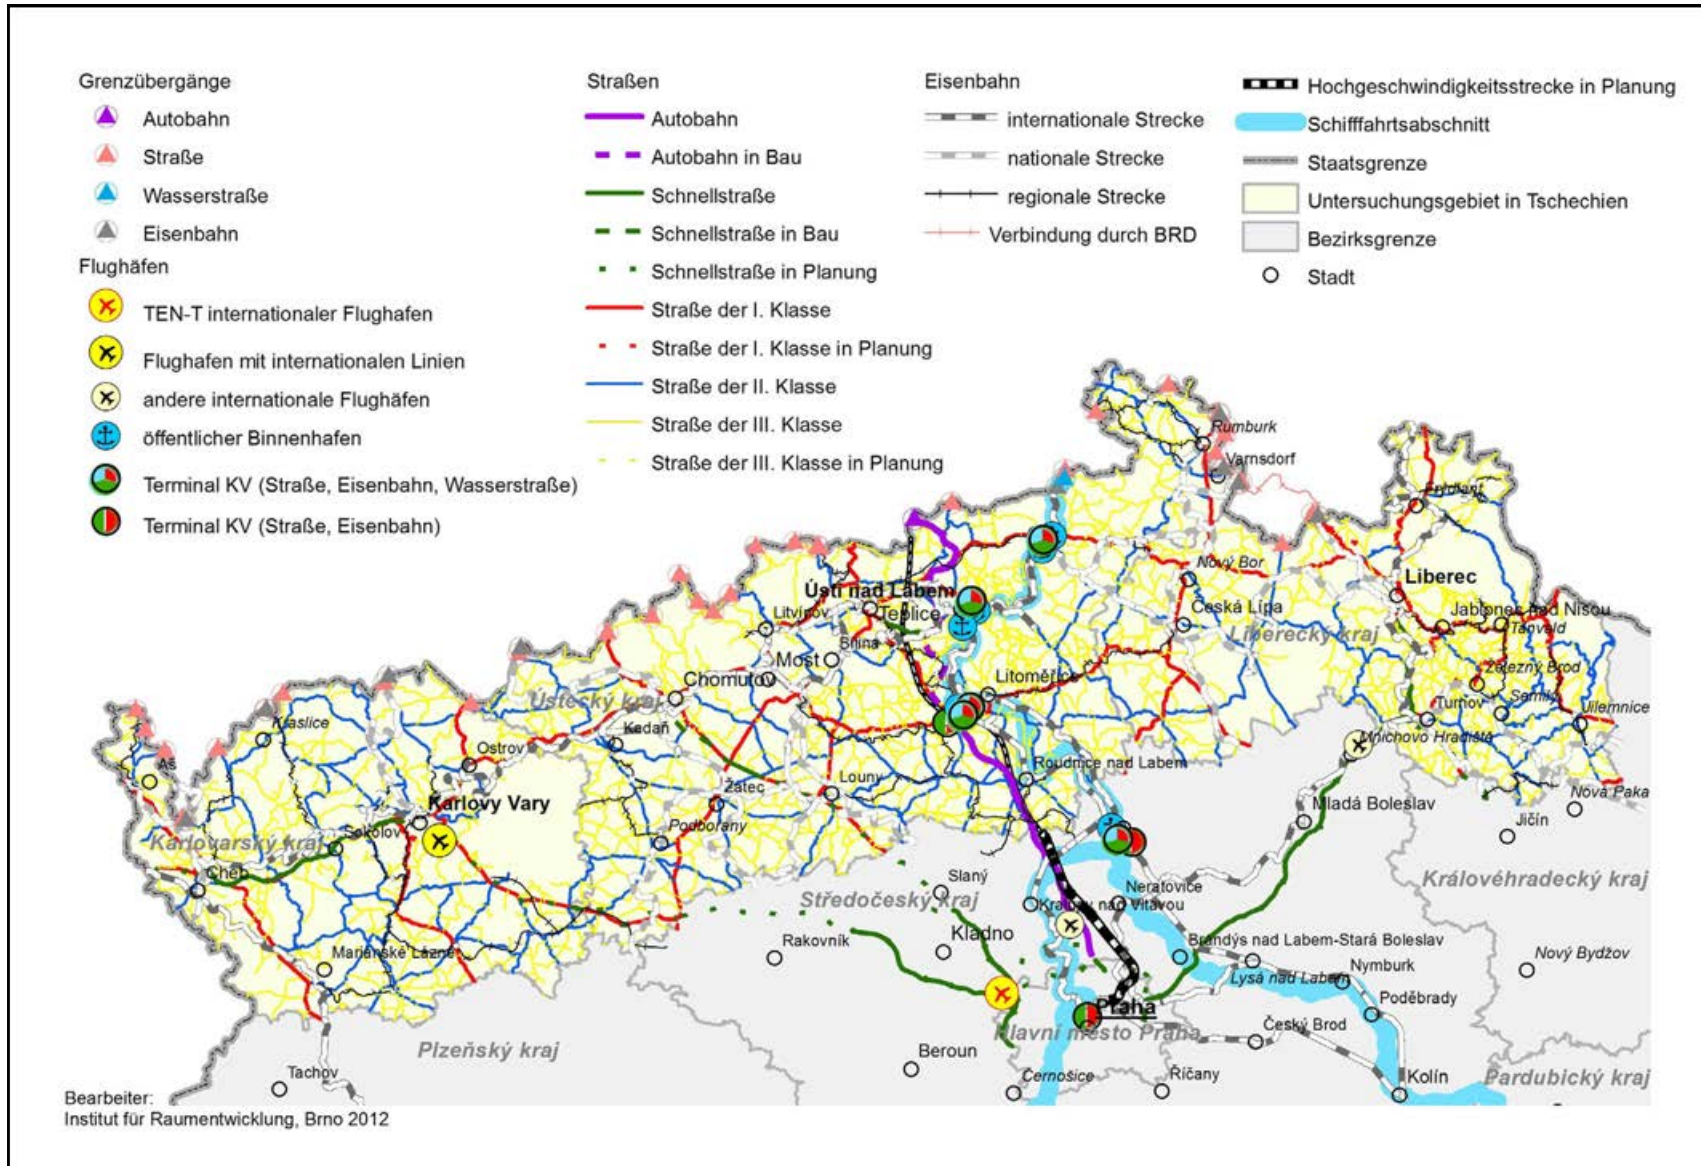 Grenzübergänge
Autobahn
Straße
Wasserstraße
Eisenbahn
Flughäfen
TEN-T internationaler Flughafen
Flughafen mit internationalen Linien
andere internationale Flughäfen
öffentlicher Binnenhafen
Terminal KV (Straße, Eisenbahn, Wasserstraße)
Terminal KV (Straße, Eisenbahn)
Straßen
Autobahn
Autobahn in Bau
Schnellstraße
Schnellstraße in Bau
Schnellstraße in Planung
Straße der I. Klasse
Straße der I. Klasse in Planung
Straße der II. Klasse
Straße der III. Klasse
Straße der III. Klasse in Planung
Eisenbahn
internationale Strecke
nationale Strecke
regionale Strecke
Verbindung durch BRD
Hochgeschwindigkeitsstrecke in Planung
Schifffahrtsabschnitt
Staatsgrenze
Untersuchungsgebiet in Tschechien
Bezirksgrenze
Stadt
Rumburk
Varnsdorf
Frýdlant
Nový Bor
Liberec
Ústí nad Labem
Teplice
Litvínov
Česká Lípa
Jablonec nad Nisou
Tanvald
Liberecký kraj
Bílina
Most
Železný Brod
Chomutov
Litoměřice
Ústecký kraj
Semily
Turnov
Jilemnice
Kraslice
Kadaň
Mnichovo Hradiště
Ostrov
Aš
Roudnice nad Labem
Louny
Žatec
Nová Paka
Karlovy Vary
Mladá Boleslav
Jičín
Podbořany
Sokolov
Karlovarský kraj
Cheb
Slaný
Neratovice
Královéhradecký kraj
Středočeský kraj
Kralupy nad Vltavou
Kladno
Rakovník
Brandýs nad Labem-Stará Boleslav
Mariánské Lázně
Nový Bydžov
Nymburk
Lysá nad Labem
Poděbrady
Praha
Český Brod
Hlavní město Praha
Plzeňský kraj
Beroun
Tachov
Černošice
Říčany
Kolín
Pardubický kraj
Bearbeiter:
Institut für Raumentwicklung, Brno 2012